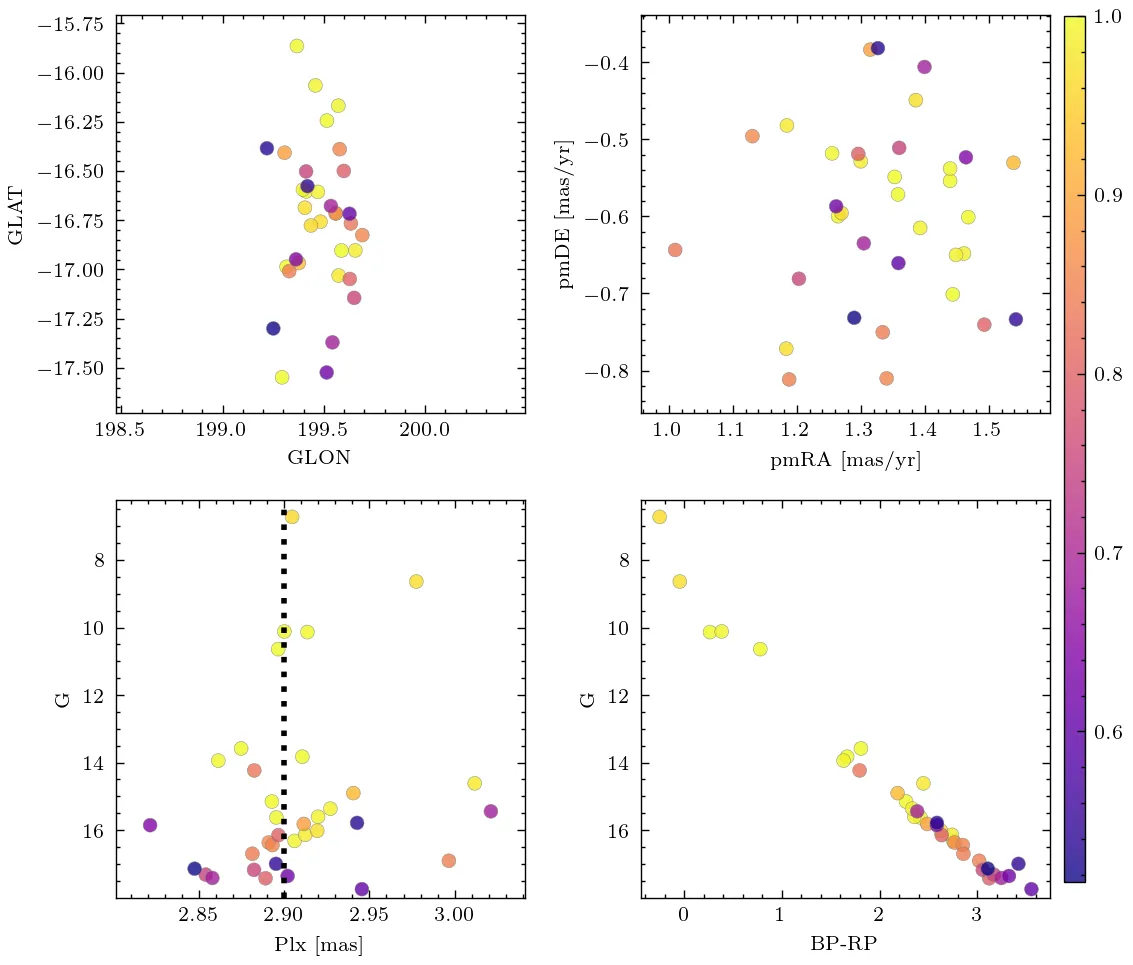 −15.75
−16.00
−16.25
−16.50
−16.75
−17.00
−17.25
−17.50
GLAT
198.5 199.0 199.5 200.0
GLON
−0.4
−0.5
−0.6
−0.7
−0.8
pmDE [mas/yr]
1.0 1.1 1.2 1.3 1.4 1.5
pmRA [mas/yr]
8
10
12
14
16
G
2.85 2.90 2.95 3.00
Plx [mas]
8
10
12
14
16
G
0 1 2 3
BP-RP
1.0
0.9
0.8
0.7
0.6